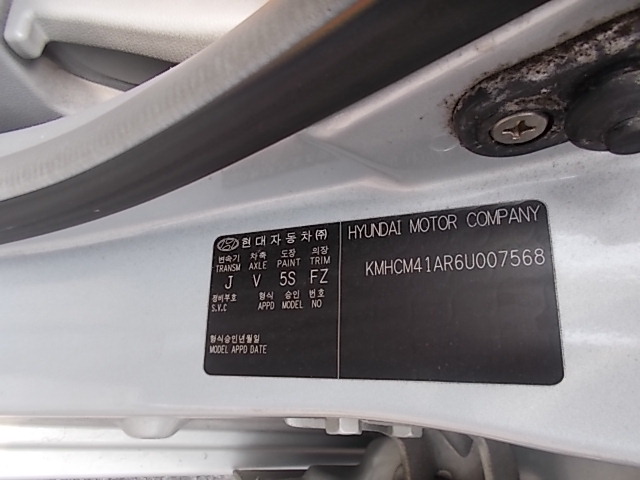 현대자동차㈜
변속기 차축 도장 의장
TRANSM AXLE PAINT TRIM
J V 5S FZ
정비부호 형식 승인 번호
S.V.C APPD MODEL NO
형식승인년월일
MODEL APPD DATE
HYUNDAI MOTOR COMPANY
KMHCM41AR6U007568